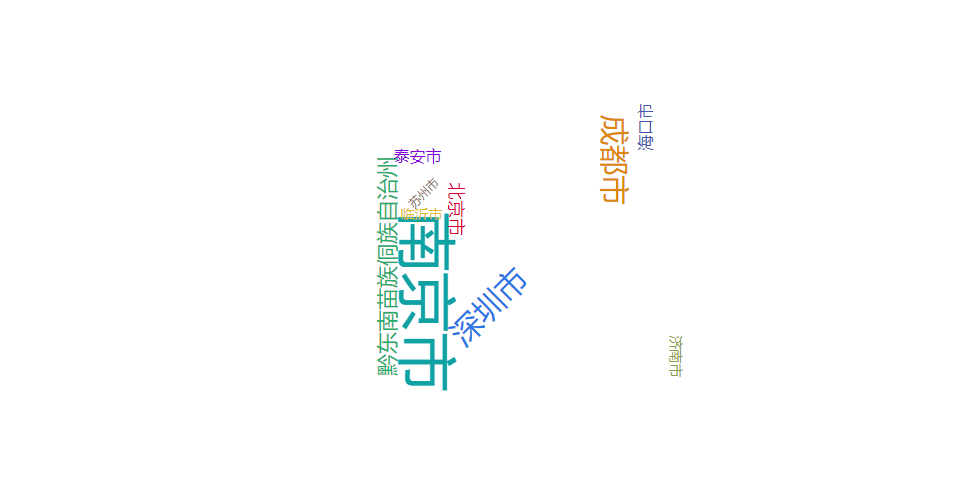 海口市
成都市
泰安市
黔东南苗族侗族自治州
苏州市
北京市
临沂市
南京市
深圳市
济南市